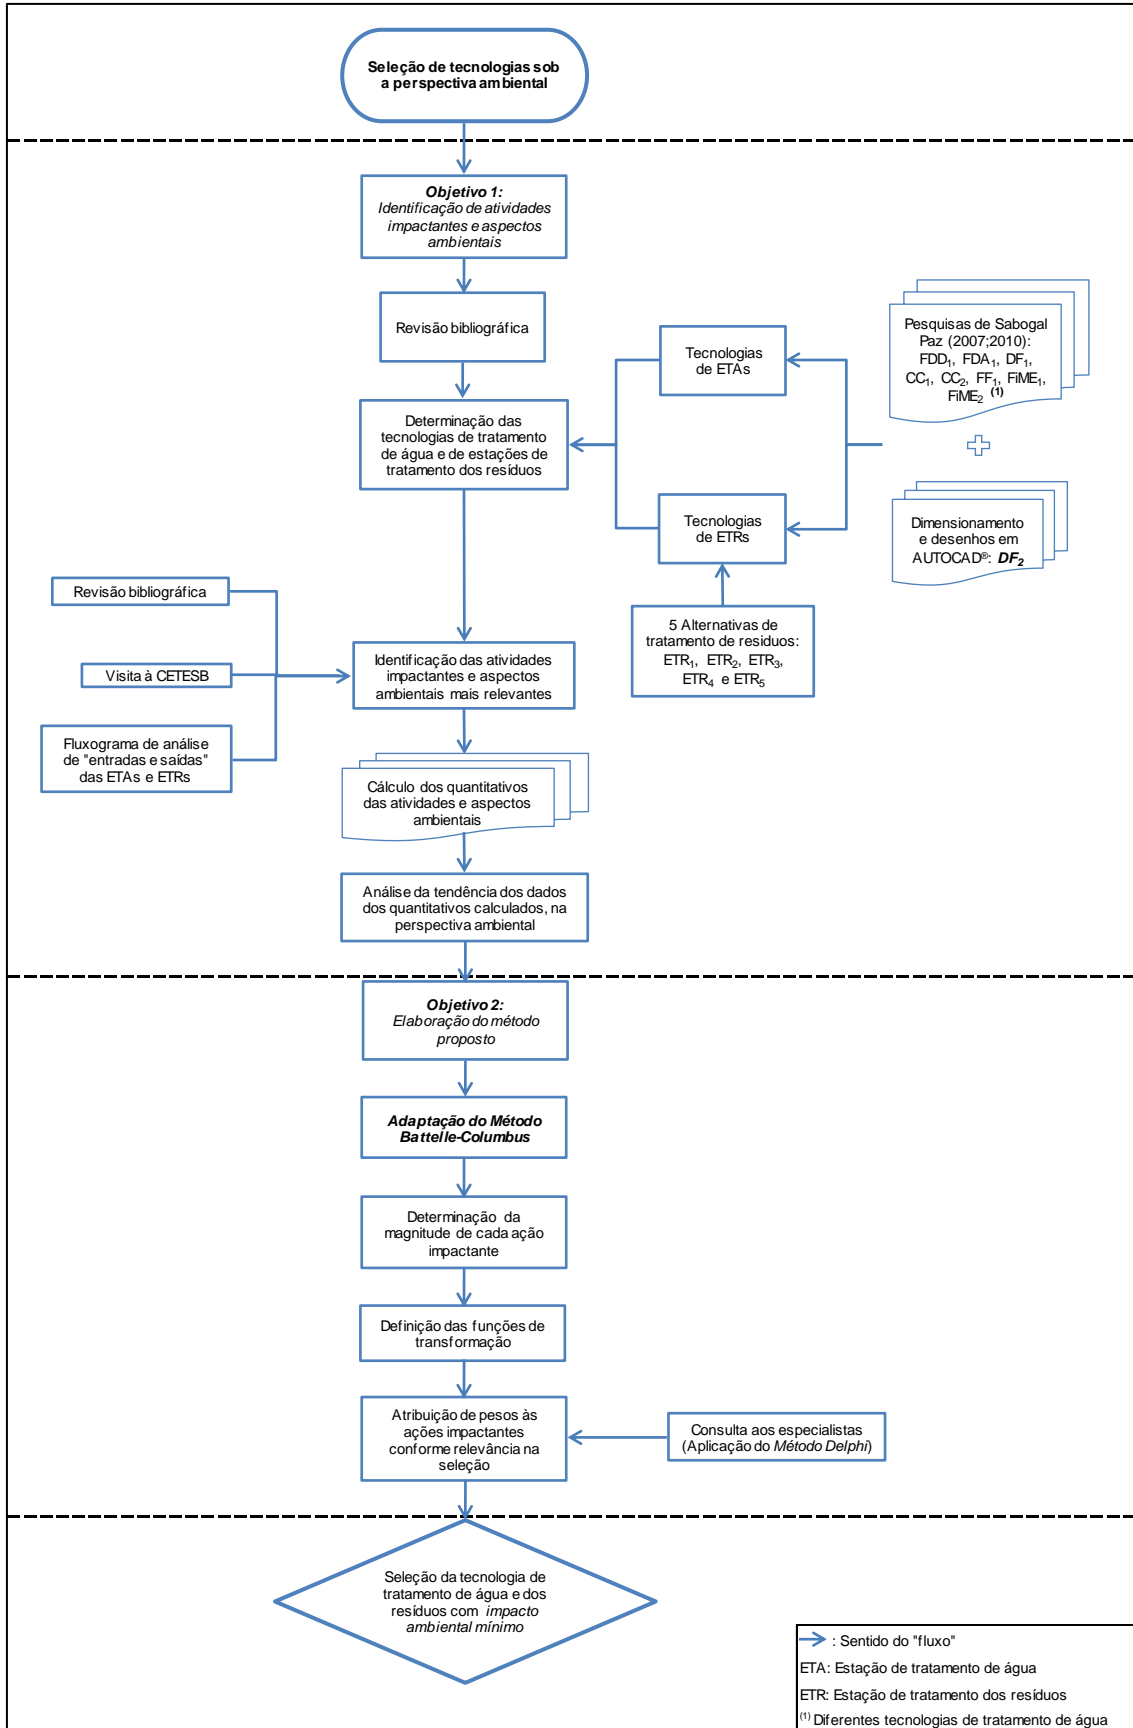 Seleção de tecnologias sob
a perspectiva ambiental
Objetivo 1:
Identificação de atividades
impactantes e aspectos
ambientais
Revisão bibliográfica
Determinação das
tecnologias de tratamento
de água e de estações de
tratamento dos resíduos
Tecnologias
de ETAs
Tecnologias
de ETRs
Pesquisas de Sabogal
Paz (2007;2010):
FDD₁, FDA₁, DF₁,
CC₁, CC₂, FF₁, FiME₁,
FiME₂ ⁽¹⁾
Dimensionamento
e desenhos em
AUTOCAD®: DF₂
5 Alternativas de
tratamento de resíduos:
ETR₁, ETR₂, ETR₃,
ETR₄ e ETR₅
Revisão bibliográfica
Visita à CETESB
Fluxograma de análise
de "entradas e saídas"
das ETAs e ETRs
Identificação das atividades
impactantes e aspectos
ambientais mais relevantes
Cálculo dos quantitativos
das atividades e aspectos
ambientais
Análise da tendência dos dados
dos quantitativos calculados, na
perspectiva ambiental
Objetivo 2:
Elaboração do método
proposto
Adaptação do Método
Battelle-Columbus
Determinação da
magnitude de cada ação
impactante
Definição das funções de
transformação
Atribuição de pesos às
ações impactantes
conforme relevância na
seleção
Consulta aos especialistas
(Aplicação do Método Delphi)
Seleção da tecnologia de
tratamento de água e dos
resíduos com impacto
ambiental mínimo
: Sentido do "fluxo"
ETA: Estação de tratamento de água
ETR: Estação de tratamento dos resíduos
⁽¹⁾ Diferentes tecnologias de tratamento de água